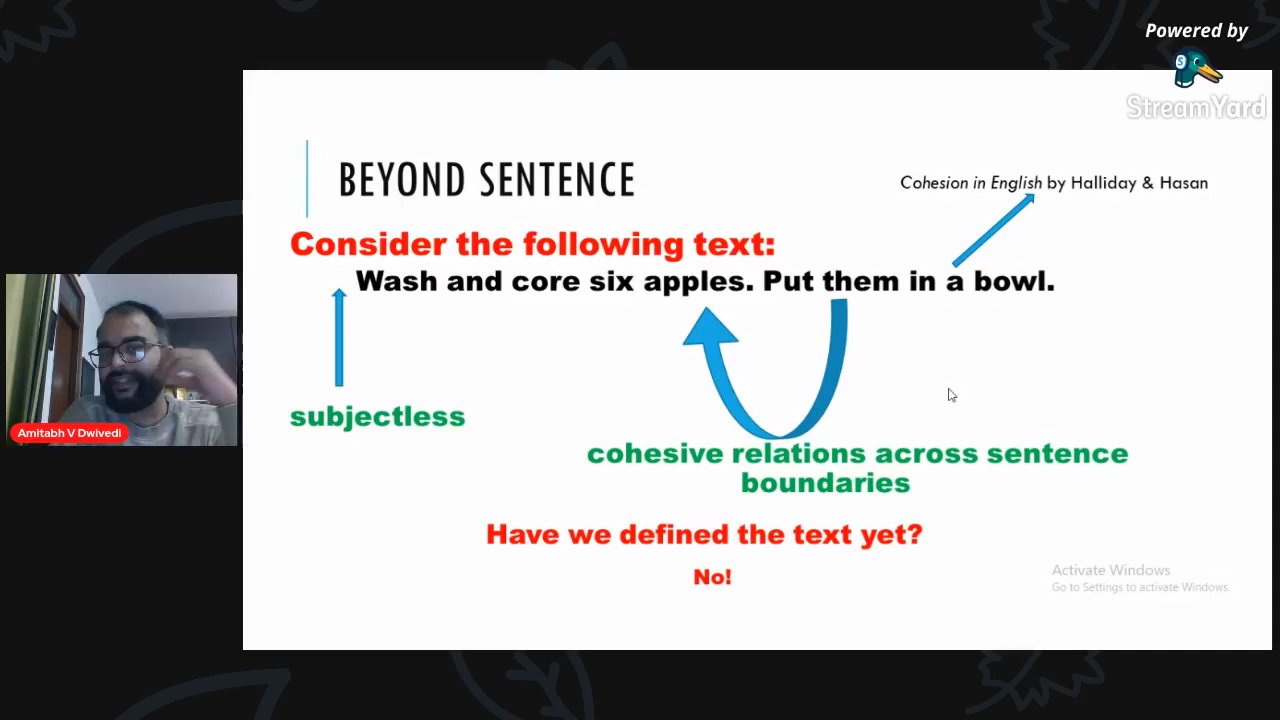 Powered by
StreamYard
BEYOND SENTENCE
Cohesion in English by Halliday & Hasan
Consider the following text:
Wash and core six apples. Put them in a bowl.
subjectless
Amitabh V Dwivedi
cohesive relations across sentence
boundaries
Have we defined the text yet?
No!
Activate Windows
Go to Settings to activate Windows.